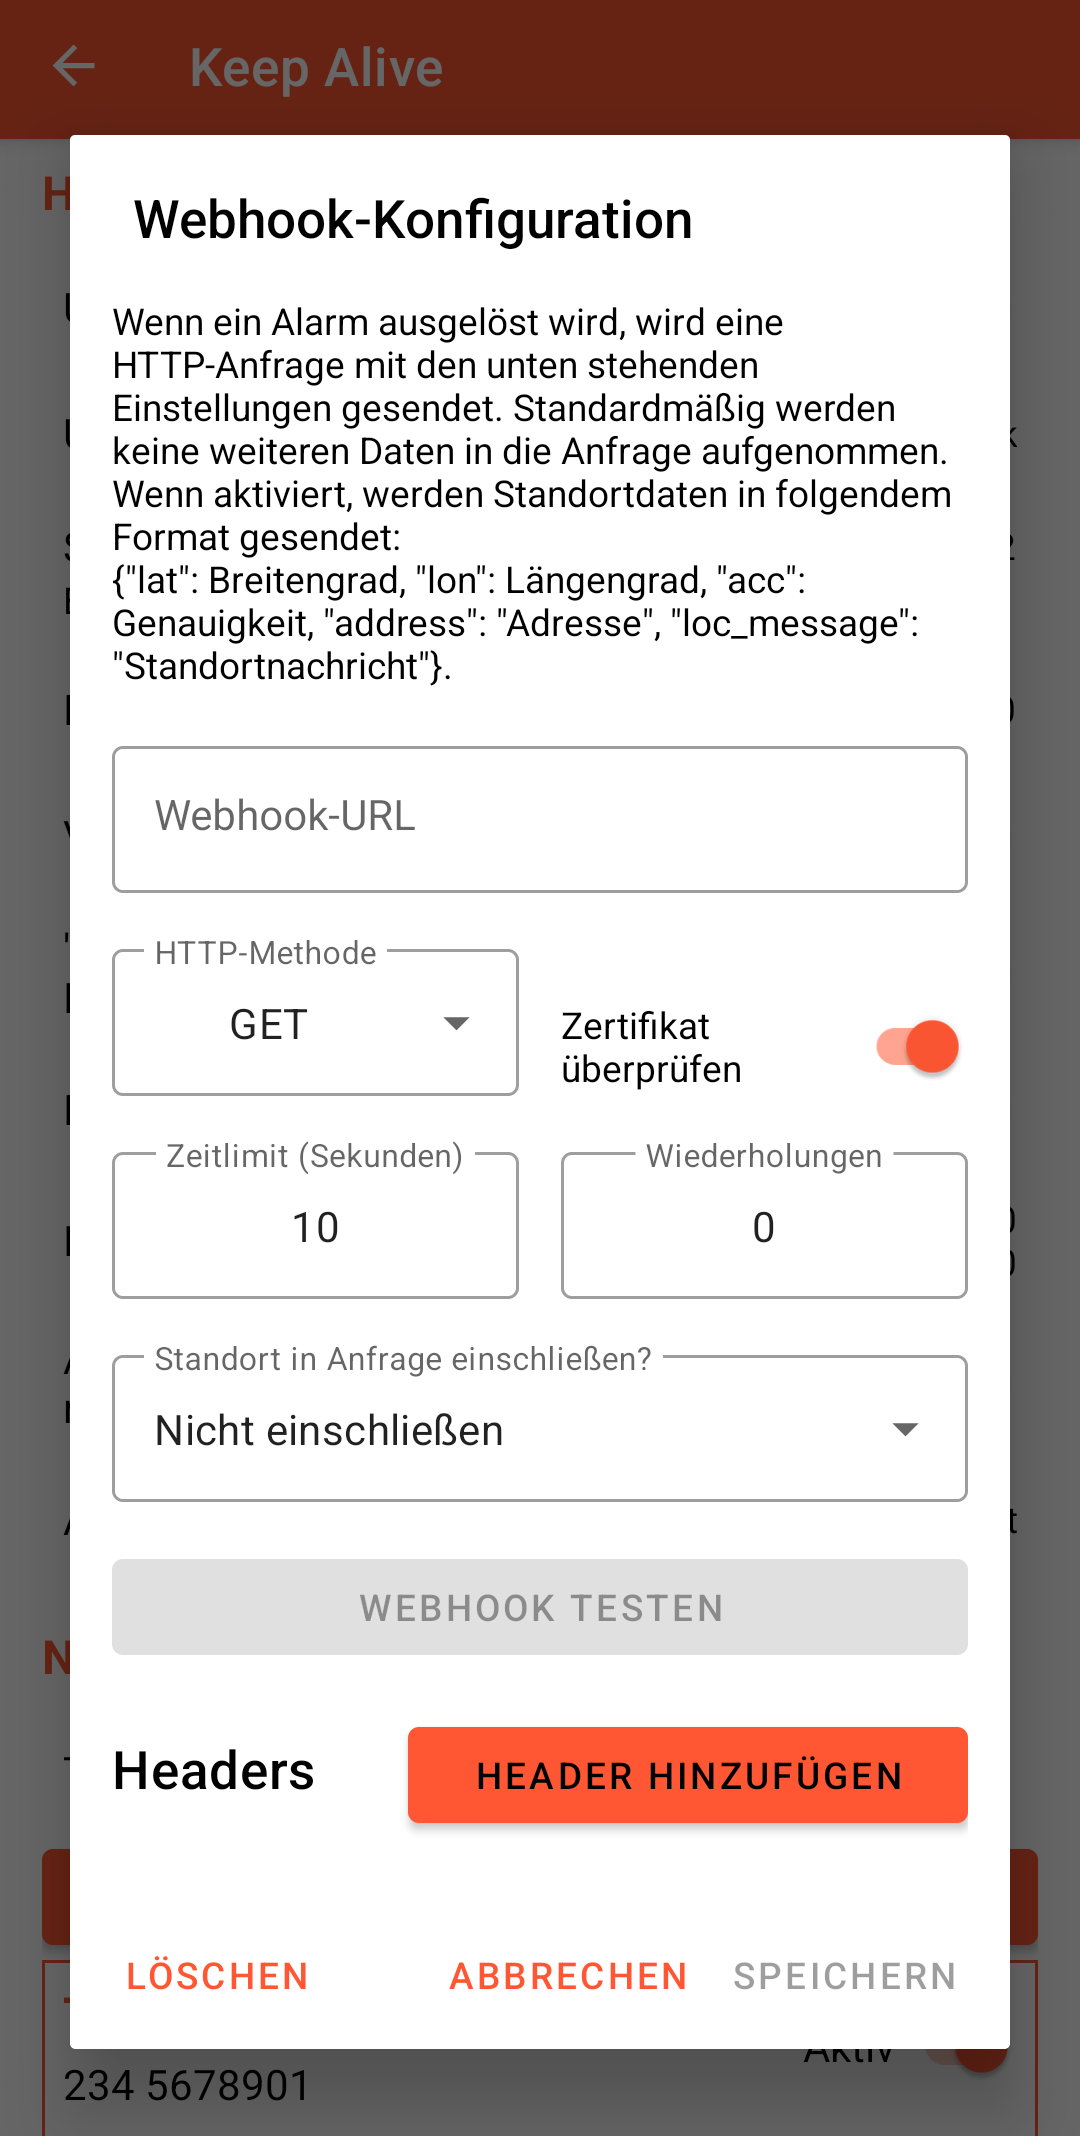 Keep Alive
Webhook-Konfiguration
Wenn ein Alarm ausgelöst wird, wird eine
HTTP-Anfrage mit den unten stehenden
Einstellungen gesendet. Standardmäßig werden
keine weiteren Daten in die Anfrage aufgenommen.
Wenn aktiviert, werden Standortdaten in folgendem
Format gesendet:
{"lat": Breitengrad, "lon": Längengrad, "acc":
Genauigkeit, "address": "Adresse", "loc_message":
"Standortnachricht"}.
Webhook-URL
HTTP-Methode
GET
Zertifikat
überprüfen
Zeitlimit (Sekunden)
10
Wiederholungen
0
Standort in Anfrage einschließen?
Nicht einschließen
WEBHOOK TESTEN
Headers
HEADER HINZUFÜGEN
LÖSCHEN
ABBRECHEN
SPEICHERN
Aktiv
234 5678901